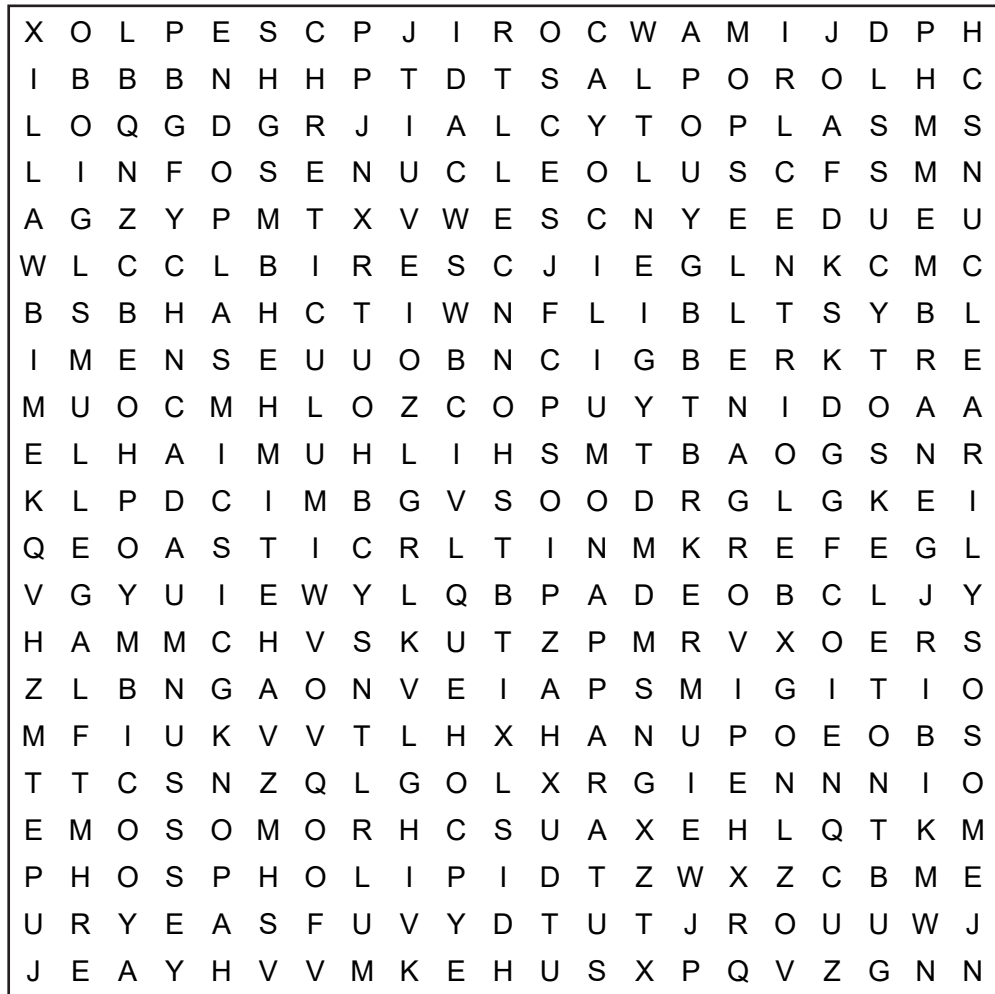 X O L P E S C P J I R O C W A M I J D P H
I B B B N H H P T D T S A L P O R O L H C
L O Q G D G R J I A L C Y T O P L A S M S
L I N F O S E N U C L E O L U S C F S M N
A G Z Y P M T X V W E S C N Y E E D U E U
W L C C L B I R E S C J I E G L N K C M C
B S B H A H C T I W N F L I B L T S Y B L
I M E N S E U U O B N C I G B E R K T R E
M U O C M H L O Z C O P U Y T N I D O A A
E L H A I M U H L I H S M T B A O G S N R
K L P D C I M B G V S O O D R G L G K E I
Q E O A S T I C R L T I N M K R E F E G L
V G Y U I E W Y L Q B P A D E O B C L J Y
H A M M C H V S K U T Z P M R V X O E R S
Z L B N G A O N V E I A P S M I G I T I O
M F I U K V V T L H X H A N U P O E O B S
T T C S N Z Q L G O L X R G I E N N N I O
E M O S O M O R H C S U A X E H L Q T K M
P H O S P H O L I P I D T Z W X Z C B M E
U R Y E A S F U V Y D T U T J R O U U W J
J E A Y H V V M K E H U S X P Q V Z G N N